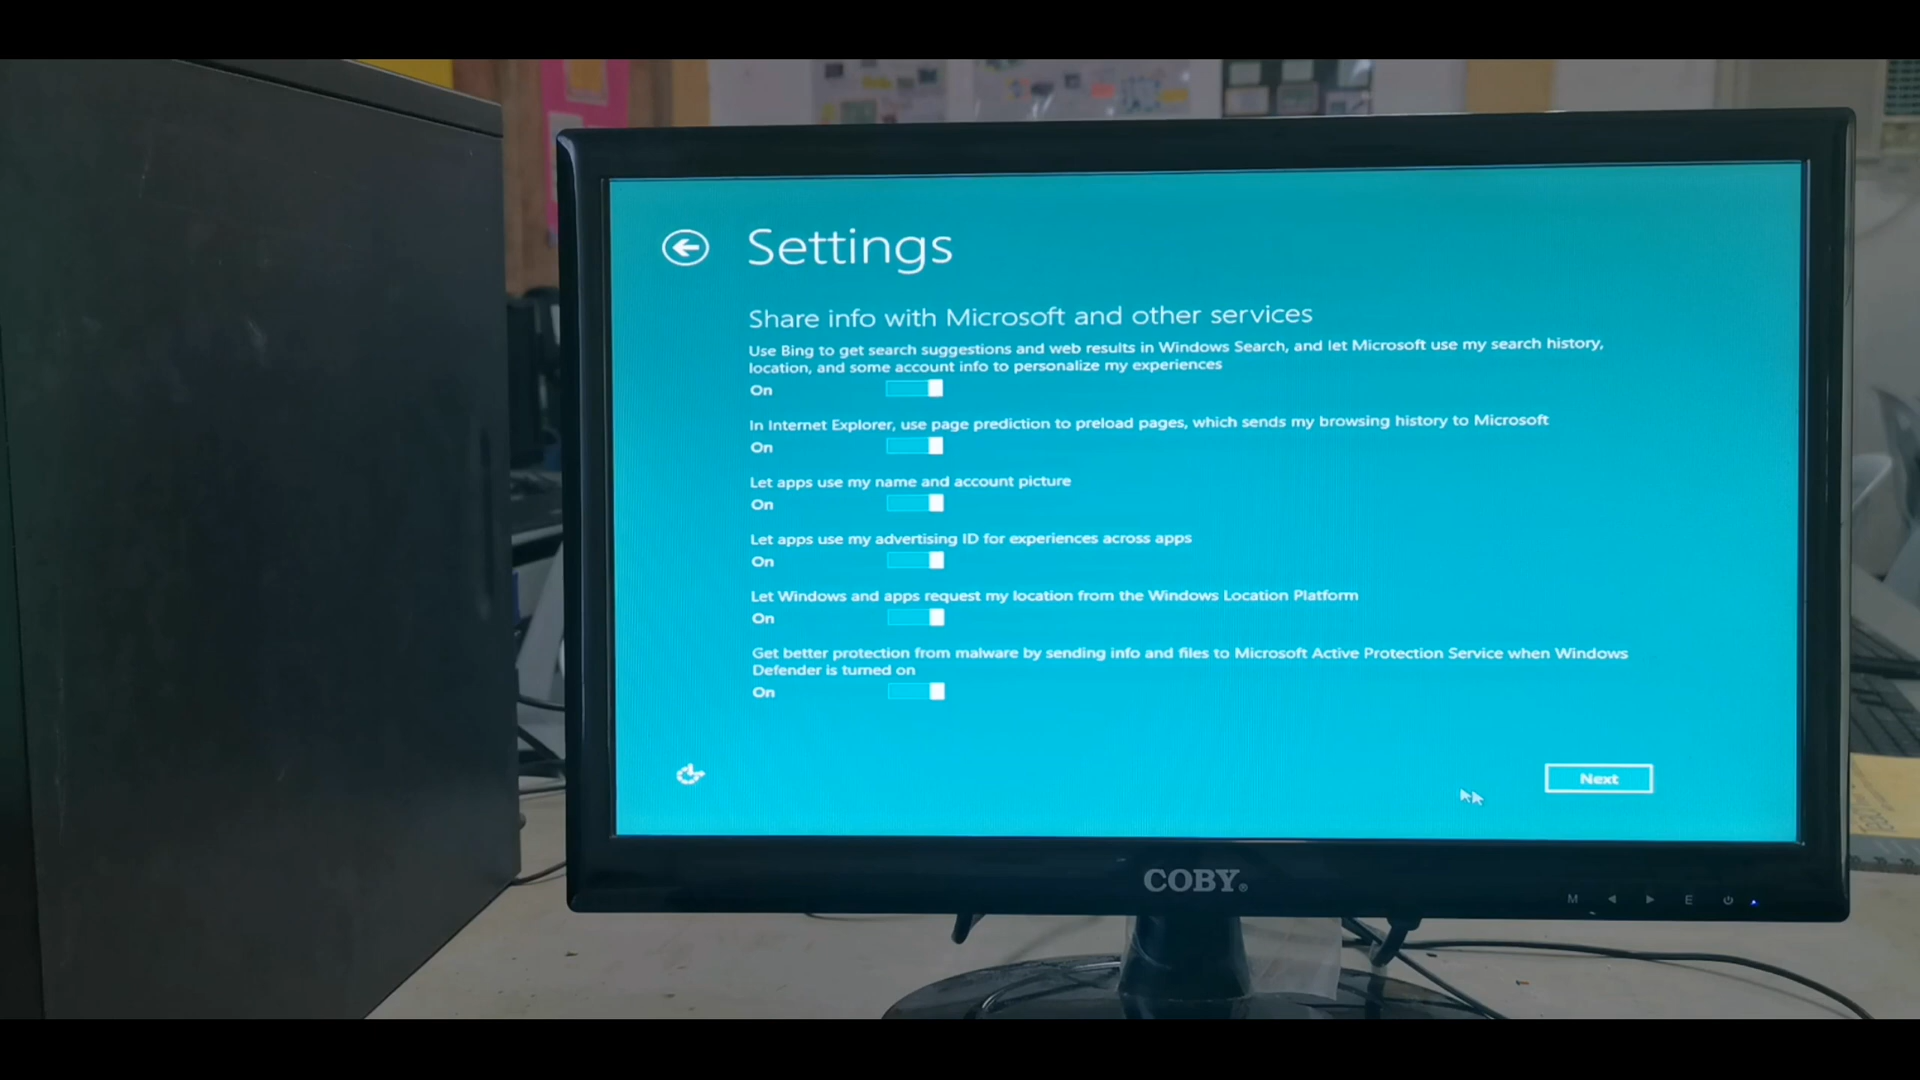 Settings
Share info with Microsoft and other services
Use Bing to get search suggestions and web results in Windows Search, and let Microsoft use my search history,
location, and some account info to personalize my experiences
On
In Internet Explorer, use page prediction to preload pages, which sends my browsing history to Microsoft
On
Let apps use my name and account picture
On
Let apps use my advertising ID for experiences across apps
On
Let Windows and apps request my location from the Windows Location Platform
On
Get better protection from malware by sending info and files to Microsoft Active Protection Service when Windows
Defender is turned on
On
Next
COBY®
M
E